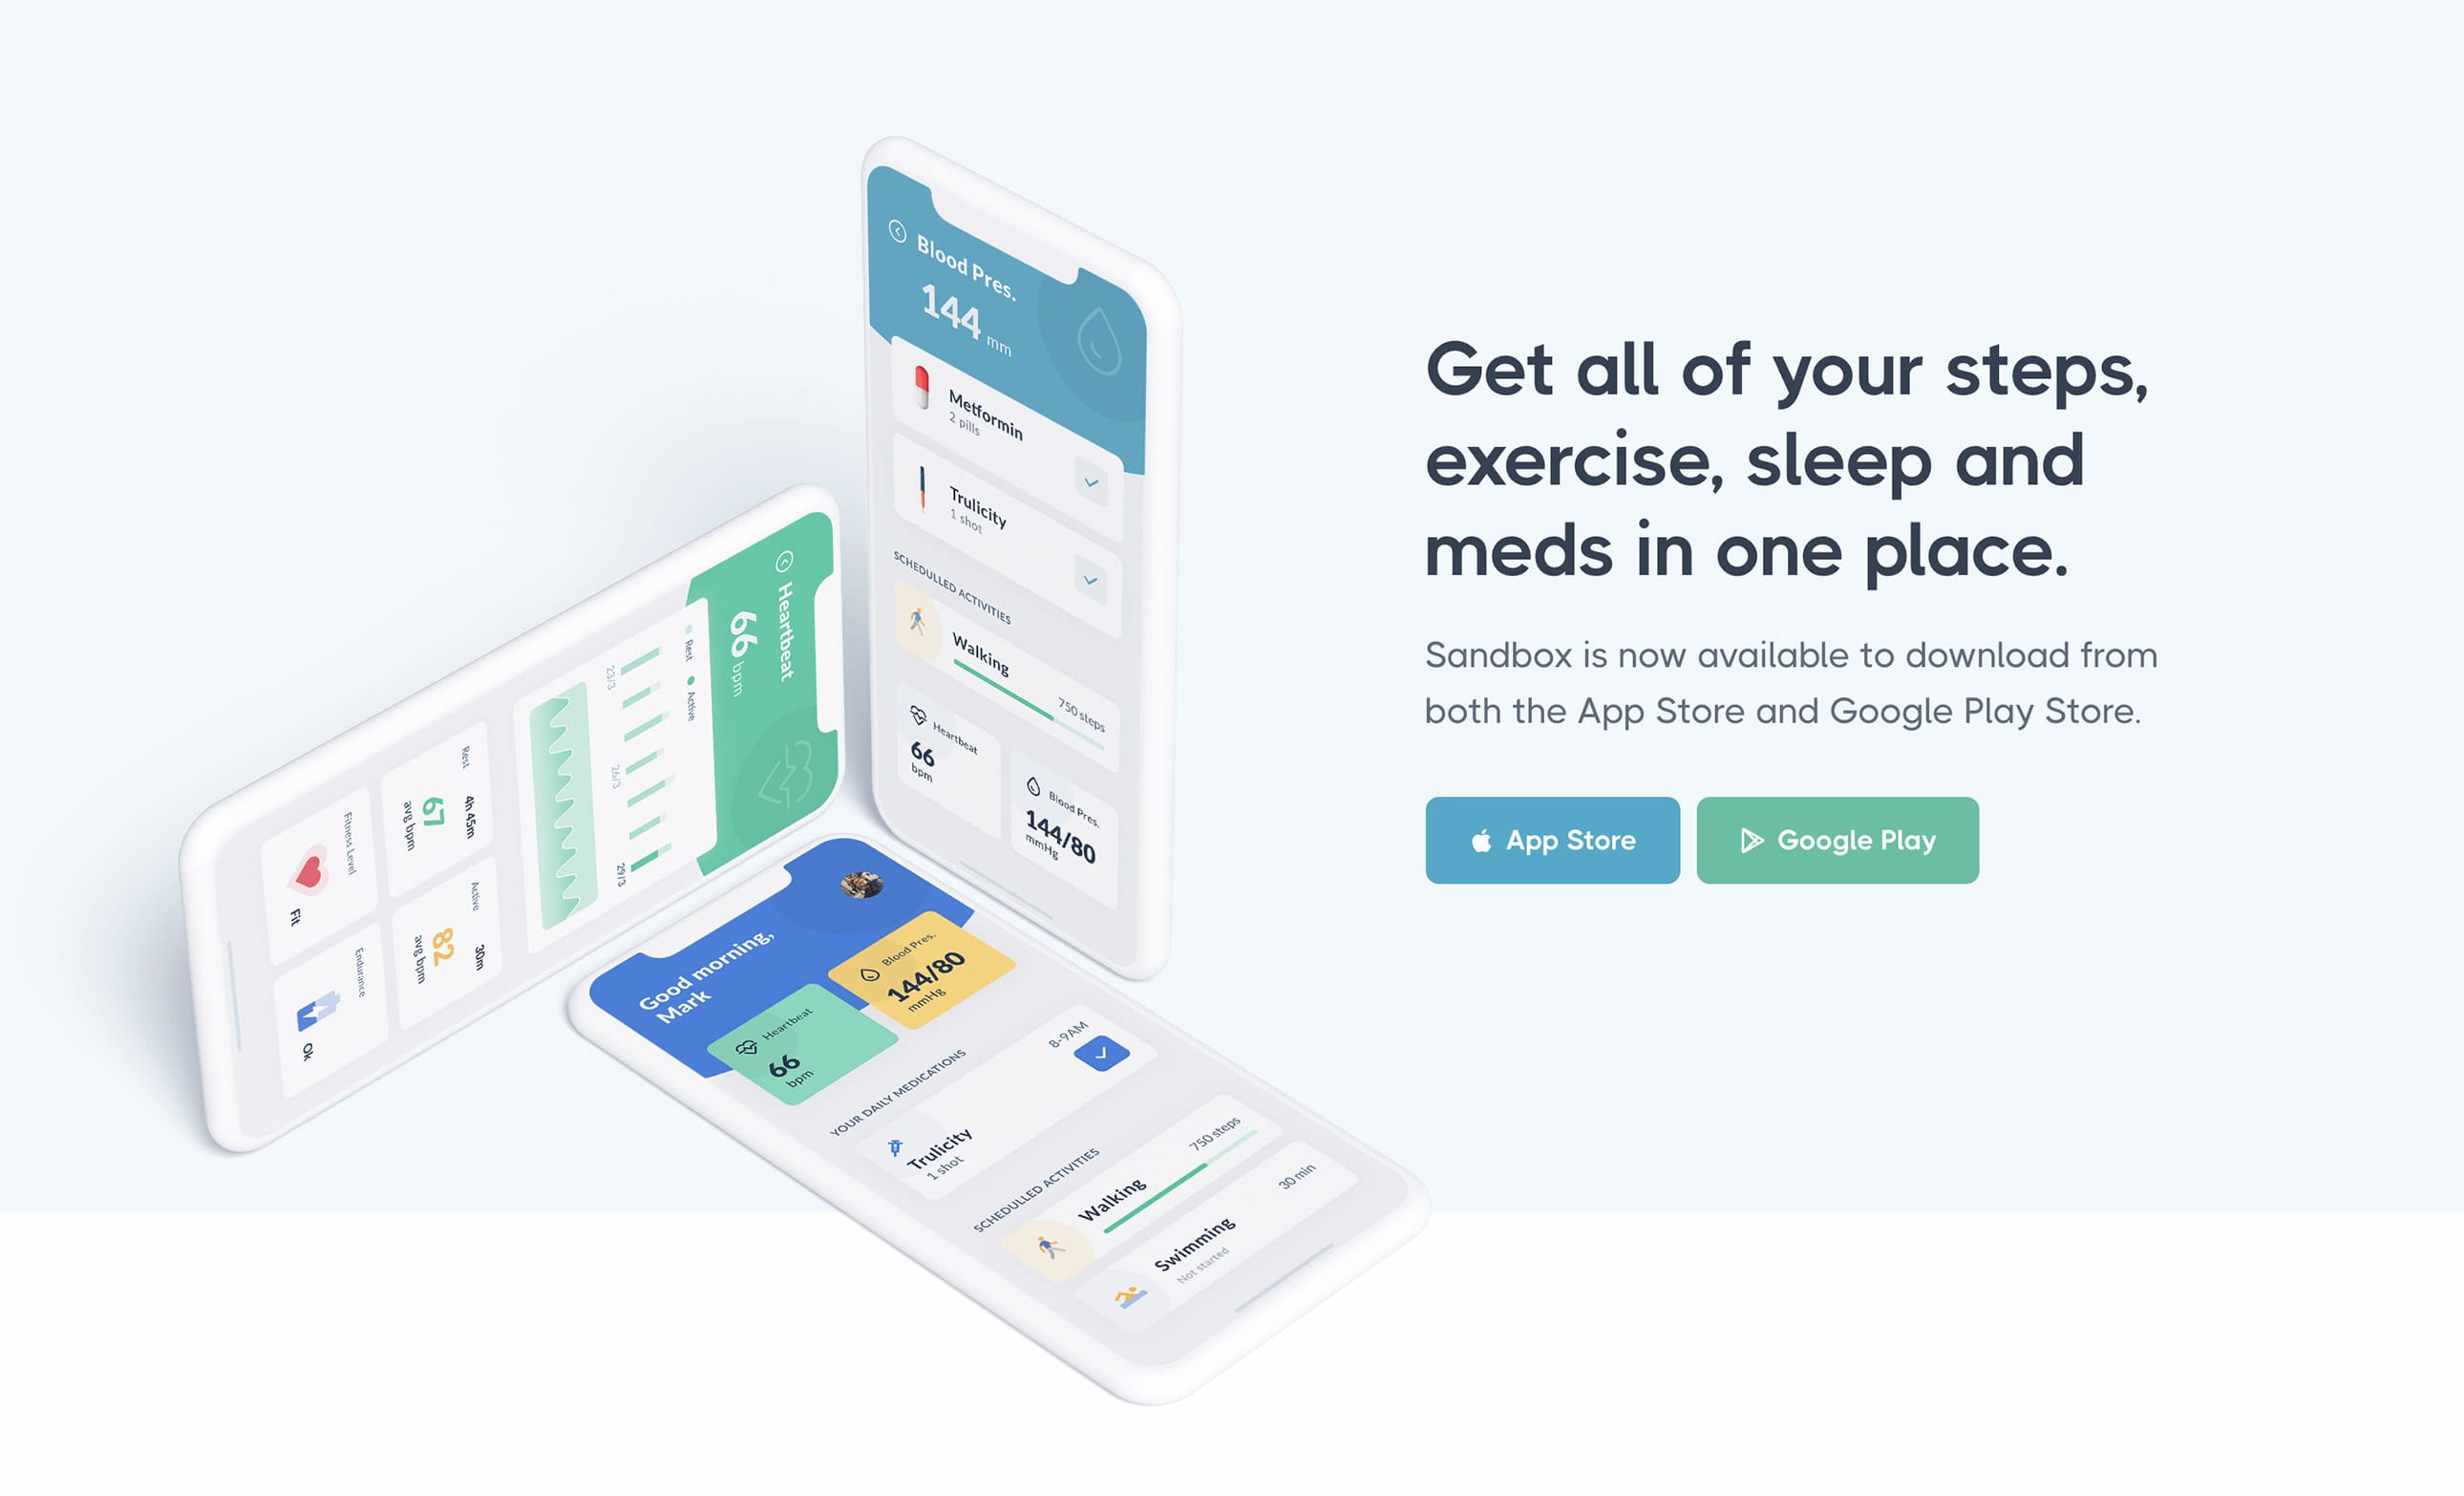 Blood Pres.
144 mm
Metformin
2 pills
Trulicity
1 shot
SCHEDULLED ACTIVITIES
Walking
750 steps
Heartbeat
66
bpm
Blood Pres.
144/80
mmHg
Heartbeat
66 bpm
Rest
Active
23/3
26/3
29/3
Rest
4h 45m
67
avg bpm
Active
30m
82
avg bpm
Fitness Level
Fit
Endurance
Ok
Good morning,
Mark
Heartbeat
66
bpm
Blood Pres.
144/80
mmHg
YOUR DAILY MEDICATIONS
8-9AM
Trulicity
1 shot
SCHEDULLED ACTIVITIES
Walking
750 steps
Swimming
Not started
30 min
Get all of your steps,
exercise, sleep and
meds in one place.
Sandbox is now available to download from
both the App Store and Google Play Store.
App Store
Google Play